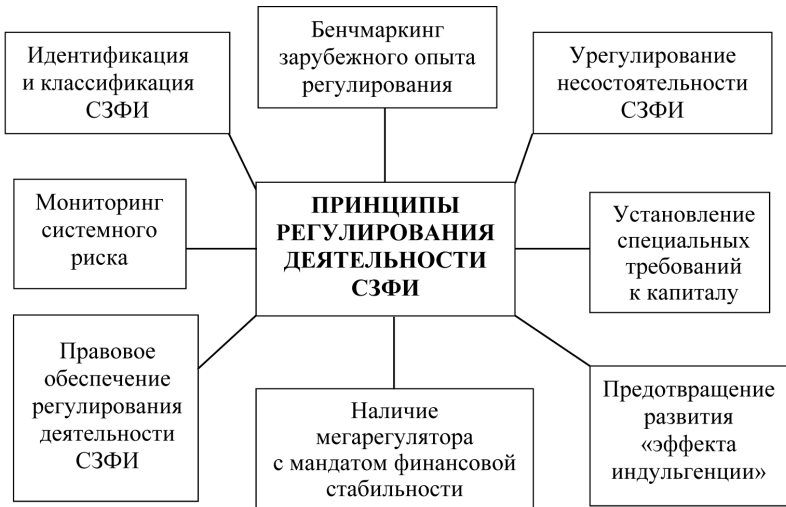 Идентификация
и классификация
СЗФИ
Бенчмаркинг
зарубежного опыта
регулирования
Урегулирование
несостоятельности
СЗФИ
Мониторинг
системного
риска
ПРИНЦИПЫ
РЕГУЛИРОВАНИЯ
ДЕЯТЕЛЬНОСТИ
СЗФИ
Установление
специальных
требований
к капиталу
Правовое
обеспечение
регулирования
деятельности
СЗФИ
Наличие
мегарегулятора
с мандатом финансовой
стабильности
Предотвращение
развития
«эффекта
индульгенции»